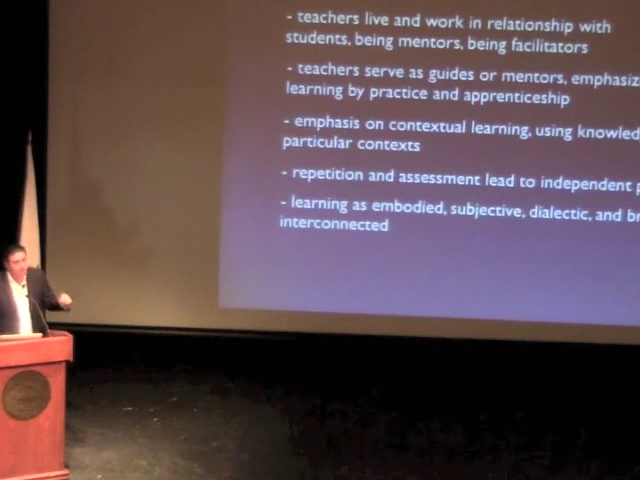 - teachers live and work in relationship with
students, being mentors, being facilitators
- teachers serve as guides or mentors, emphasiz
learning by practice and apprenticeship
- emphasis on contextual learning, using knowled
particular contexts
- repetition and assessment lead to independent p
- learning as embodied, subjective, dialectic, and br
interconnected